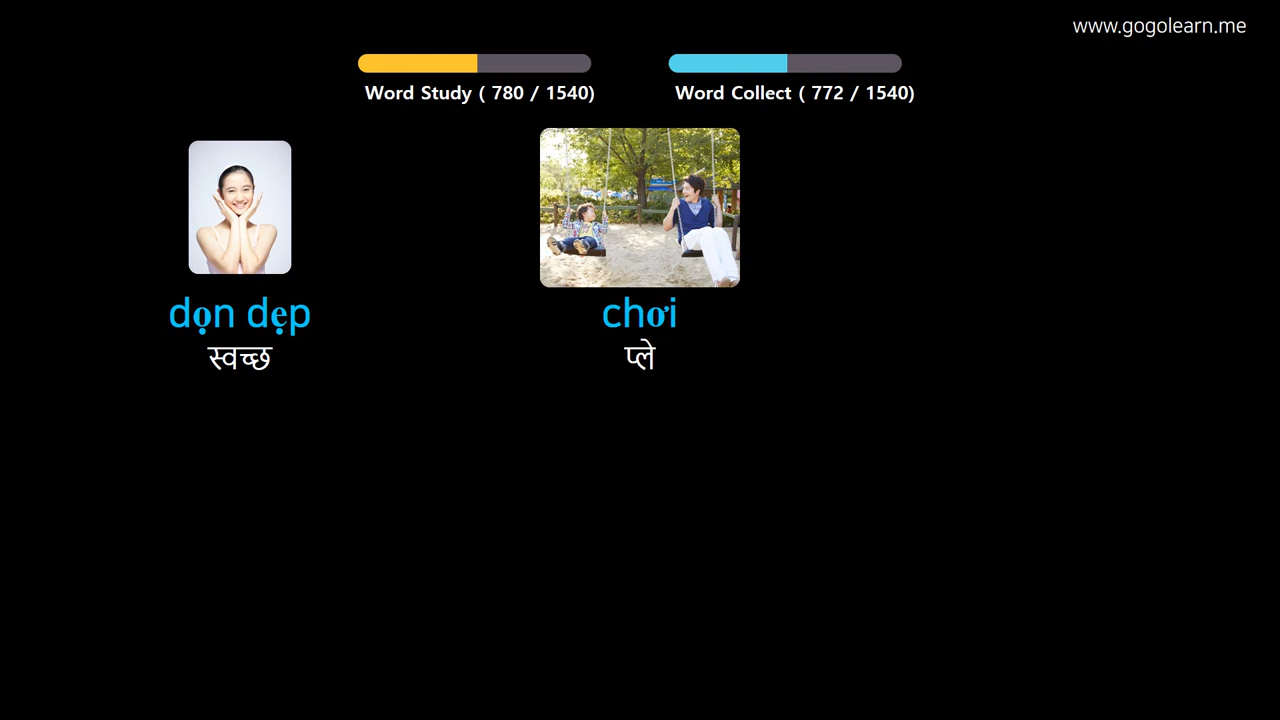 www.gogolearn.me
Word Study ( 780 / 1540)
Word Collect ( 772 / 1540)
dọn dẹp
स्वच्छ
chơi
प्ले